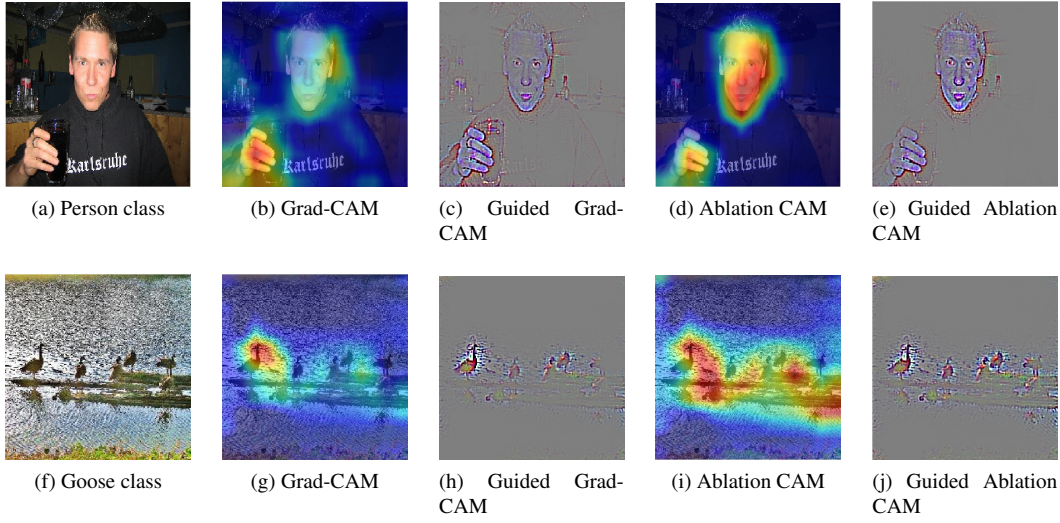 Karlsruhe
Karlsruhe
Karlsruhe
(a) Person class
(b) Grad-CAM
(c) Guided Grad-
CAM
(d) Ablation CAM
(e) Guided Ablation
CAM
(f) Goose class
(g) Grad-CAM
(h) Guided Grad-
CAM
(i) Ablation CAM
(j) Guided Ablation
CAM